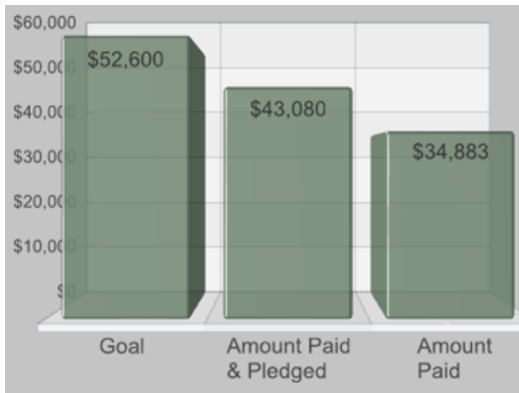 $60,000
$52,600
$50,000
$43,080
$40,000
$34,883
$30,000
$20,000
$10,000
$0
Goal
Amount Paid
& Pledged
Amount
Paid